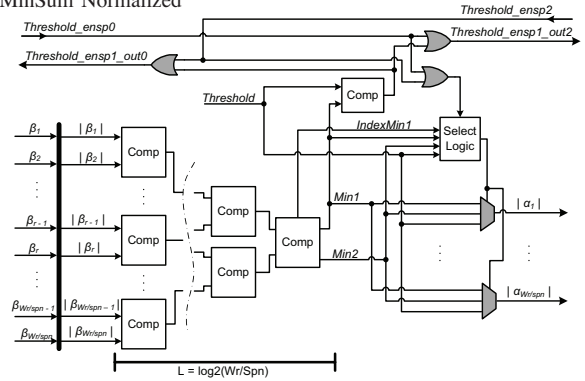 MinSum Normalized
Threshold_ensp2
Threshold_ensp0
Threshold_ensp1_out2
Threshold_ensp1_out0
Threshold
Comp
IndexMin1
Select
Logic
β1 | β1 |
Comp
β2 | β2 |
Comp
Min1
| α1 |
βr - 1 | βr - 1 |
Comp
Comp
βr | βr |
Comp
Min2
| αWr/spn |
βWr/spn - 1 | βWr/spn – 1 |
Comp
βWr/spn | βWr/spn |
L = log2(Wr/Spn)